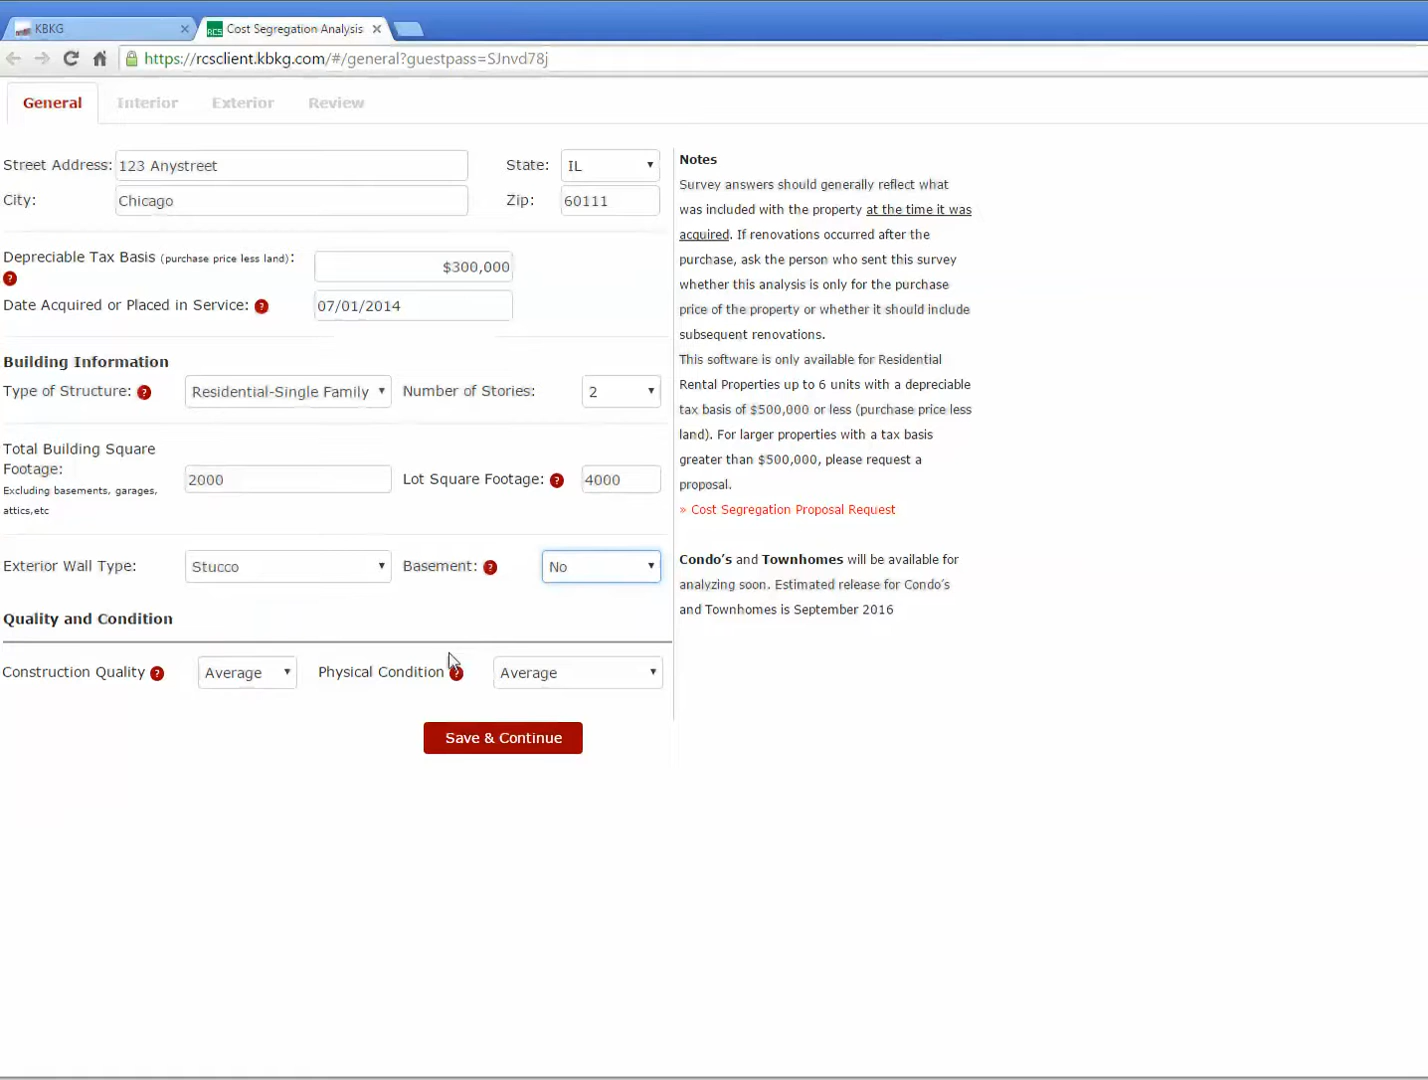 KBKG
RCS Cost Segregation Analysis
https://rcsclient.kbkg.com/#/general?guestpass=SJnvd78j
General Interior Exterior Review
Street Address: 123 Anystreet State: IL
City: Chicago Zip: 60111
Depreciable Tax Basis (purchase price less land):
? $300,000
Date Acquired or Placed in Service: ? 07/01/2014
Building Information
Type of Structure: ? Residential-Single Family Number of Stories: 2
Total Building Square
Footage:
Excluding basements, garages,
attics,etc
2000 Lot Square Footage: ? 4000
Exterior Wall Type: Stucco Basement: ? No
Quality and Condition
Construction Quality ? Average Physical Condition ? Average
Save & Continue
Notes
Survey answers should generally reflect what
was included with the property at the time it was
acquired. If renovations occurred after the
purchase, ask the person who sent this survey
whether this analysis is only for the purchase
price of the property or whether it should include
subsequent renovations.
This software is only available for Residential
Rental Properties up to 6 units with a depreciable
tax basis of $500,000 or less (purchase price less
land). For larger properties with a tax basis
greater than $500,000, please request a
proposal.
» Cost Segregation Proposal Request
Condo's and Townhomes will be available for
analyzing soon. Estimated release for Condo's
and Townhomes is September 2016